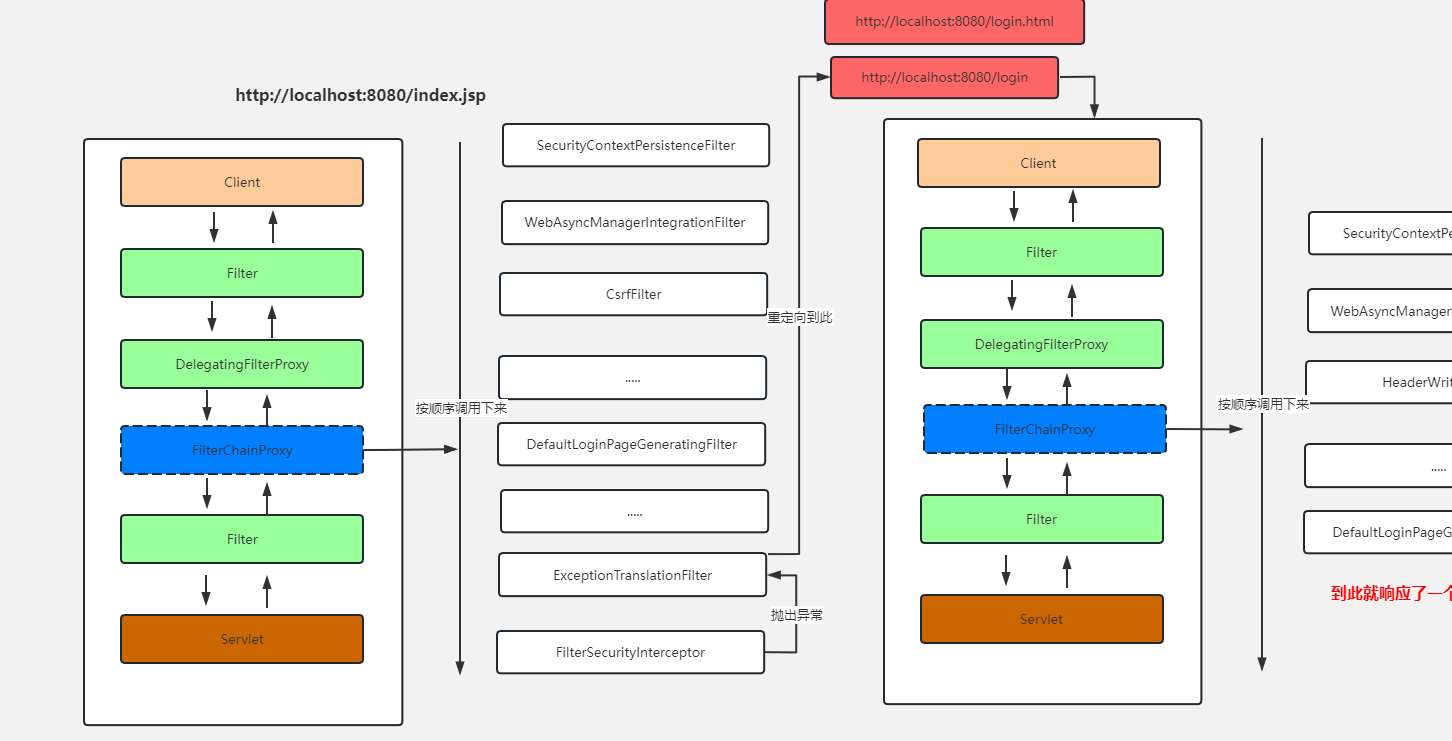 http://localhost:8080/login.html
http://localhost:8080/login
http://localhost:8080/index.jsp
Client
Filter
DelegatingFilterProxy
FilterChainProxy
Filter
Servlet
按顺序调用下来
SecurityContextPersistenceFilter
WebAsyncManagerIntegrationFilter
CsrfFilter
.....
DefaultLoginPageGeneratingFilter
.....
ExceptionTranslationFilter
FilterSecurityInterceptor
重定向到此
抛出异常
Client
Filter
DelegatingFilterProxy
FilterChainProxy
Filter
Servlet
按顺序调用下来
SecurityContextPe
WebAsyncManager
HeaderWrit
.....
DefaultLoginPageG
到此就响应了一个